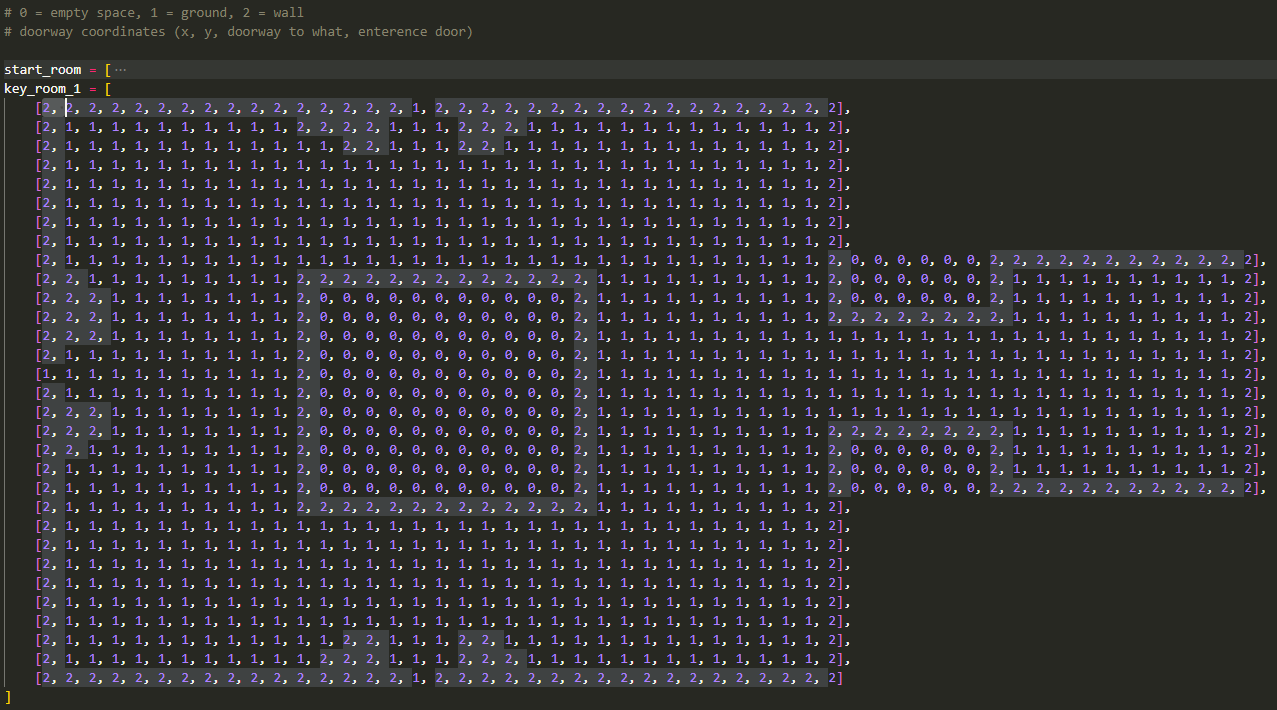 # 0 = empty space, 1 = ground, 2 = wall
# doorway coordinates (x, y, doorway to what, enterence door)
start_room = [ ···
key_room_1 = [
[2, 2, 2, 2, 2, 2, 2, 2, 2, 2, 2, 2, 2, 2, 2, 2, 1, 2, 2, 2, 2, 2, 2, 2, 2, 2, 2, 2, 2, 2, 2, 2, 2, 2, 2],
[2, 1, 1, 1, 1, 1, 1, 1, 1, 1, 1, 2, 2, 2, 2, 1, 1, 1, 2, 2, 2, 1, 1, 1, 1, 1, 1, 1, 1, 1, 1, 1, 1, 1, 2],
[2, 1, 1, 1, 1, 1, 1, 1, 1, 1, 1, 1, 1, 2, 2, 1, 1, 1, 2, 2, 1, 1, 1, 1, 1, 1, 1, 1, 1, 1, 1, 1, 1, 1, 2],
[2, 1, 1, 1, 1, 1, 1, 1, 1, 1, 1, 1, 1, 1, 1, 1, 1, 1, 1, 1, 1, 1, 1, 1, 1, 1, 1, 1, 1, 1, 1, 1, 1, 1, 2],
[2, 1, 1, 1, 1, 1, 1, 1, 1, 1, 1, 1, 1, 1, 1, 1, 1, 1, 1, 1, 1, 1, 1, 1, 1, 1, 1, 1, 1, 1, 1, 1, 1, 1, 2],
[2, 1, 1, 1, 1, 1, 1, 1, 1, 1, 1, 1, 1, 1, 1, 1, 1, 1, 1, 1, 1, 1, 1, 1, 1, 1, 1, 1, 1, 1, 1, 1, 1, 1, 2],
[2, 1, 1, 1, 1, 1, 1, 1, 1, 1, 1, 1, 1, 1, 1, 1, 1, 1, 1, 1, 1, 1, 1, 1, 1, 1, 1, 1, 1, 1, 1, 1, 1, 1, 2],
[2, 1, 1, 1, 1, 1, 1, 1, 1, 1, 1, 1, 1, 1, 1, 1, 1, 1, 1, 1, 1, 1, 1, 1, 1, 1, 1, 1, 1, 1, 1, 1, 1, 1, 2],
[2, 1, 1, 1, 1, 1, 1, 1, 1, 1, 1, 1, 1, 1, 1, 1, 1, 1, 1, 1, 1, 1, 1, 1, 1, 1, 1, 1, 1, 1, 1, 1, 1, 1, 2, 0, 0, 0, 0, 0, 0, 2, 2, 2, 2, 2, 2, 2, 2, 2, 2, 2, 2],
[2, 2, 1, 1, 1, 1, 1, 1, 1, 1, 1, 2, 2, 2, 2, 2, 2, 2, 2, 2, 2, 2, 2, 2, 1, 1, 1, 1, 1, 1, 1, 1, 1, 1, 2, 0, 0, 0, 0, 0, 0, 2, 1, 1, 1, 1, 1, 1, 1, 1, 1, 1, 2],
[2, 2, 2, 1, 1, 1, 1, 1, 1, 1, 1, 2, 0, 0, 0, 0, 0, 0, 0, 0, 0, 0, 0, 2, 1, 1, 1, 1, 1, 1, 1, 1, 1, 1, 2, 0, 0, 0, 0, 0, 0, 2, 1, 1, 1, 1, 1, 1, 1, 1, 1, 1, 2],
[2, 2, 2, 1, 1, 1, 1, 1, 1, 1, 1, 2, 0, 0, 0, 0, 0, 0, 0, 0, 0, 0, 0, 2, 1, 1, 1, 1, 1, 1, 1, 1, 1, 1, 2, 2, 2, 2, 2, 2, 2, 2, 1, 1, 1, 1, 1, 1, 1, 1, 1, 1, 2],
[2, 2, 2, 1, 1, 1, 1, 1, 1, 1, 1, 2, 0, 0, 0, 0, 0, 0, 0, 0, 0, 0, 0, 2, 1, 1, 1, 1, 1, 1, 1, 1, 1, 1, 1, 1, 1, 1, 1, 1, 1, 1, 1, 1, 1, 1, 1, 1, 1, 1, 1, 1, 2],
[2, 1, 1, 1, 1, 1, 1, 1, 1, 1, 1, 2, 0, 0, 0, 0, 0, 0, 0, 0, 0, 0, 0, 2, 1, 1, 1, 1, 1, 1, 1, 1, 1, 1, 1, 1, 1, 1, 1, 1, 1, 1, 1, 1, 1, 1, 1, 1, 1, 1, 1, 1, 2],
[1, 1, 1, 1, 1, 1, 1, 1, 1, 1, 1, 2, 0, 0, 0, 0, 0, 0, 0, 0, 0, 0, 0, 2, 1, 1, 1, 1, 1, 1, 1, 1, 1, 1, 1, 1, 1, 1, 1, 1, 1, 1, 1, 1, 1, 1, 1, 1, 1, 1, 1, 1, 2],
[2, 1, 1, 1, 1, 1, 1, 1, 1, 1, 1, 2, 0, 0, 0, 0, 0, 0, 0, 0, 0, 0, 0, 2, 1, 1, 1, 1, 1, 1, 1, 1, 1, 1, 1, 1, 1, 1, 1, 1, 1, 1, 1, 1, 1, 1, 1, 1, 1, 1, 1, 1, 2],
[2, 2, 2, 1, 1, 1, 1, 1, 1, 1, 1, 2, 0, 0, 0, 0, 0, 0, 0, 0, 0, 0, 0, 2, 1, 1, 1, 1, 1, 1, 1, 1, 1, 1, 1, 1, 1, 1, 1, 1, 1, 1, 1, 1, 1, 1, 1, 1, 1, 1, 1, 1, 2],
[2, 2, 2, 1, 1, 1, 1, 1, 1, 1, 1, 2, 0, 0, 0, 0, 0, 0, 0, 0, 0, 0, 0, 2, 1, 1, 1, 1, 1, 1, 1, 1, 1, 1, 2, 2, 2, 2, 2, 2, 2, 2, 1, 1, 1, 1, 1, 1, 1, 1, 1, 1, 2],
[2, 2, 1, 1, 1, 1, 1, 1, 1, 1, 1, 2, 0, 0, 0, 0, 0, 0, 0, 0, 0, 0, 0, 2, 1, 1, 1, 1, 1, 1, 1, 1, 1, 1, 2, 0, 0, 0, 0, 0, 0, 2, 1, 1, 1, 1, 1, 1, 1, 1, 1, 1, 2],
[2, 1, 1, 1, 1, 1, 1, 1, 1, 1, 1, 2, 0, 0, 0, 0, 0, 0, 0, 0, 0, 0, 0, 2, 1, 1, 1, 1, 1, 1, 1, 1, 1, 1, 2, 0, 0, 0, 0, 0, 0, 2, 1, 1, 1, 1, 1, 1, 1, 1, 1, 1, 2],
[2, 1, 1, 1, 1, 1, 1, 1, 1, 1, 1, 2, 0, 0, 0, 0, 0, 0, 0, 0, 0, 0, 0, 2, 1, 1, 1, 1, 1, 1, 1, 1, 1, 1, 2, 0, 0, 0, 0, 0, 0, 2, 2, 2, 2, 2, 2, 2, 2, 2, 2, 2, 2],
[2, 1, 1, 1, 1, 1, 1, 1, 1, 1, 1, 2, 2, 2, 2, 2, 2, 2, 2, 2, 2, 2, 2, 2, 1, 1, 1, 1, 1, 1, 1, 1, 1, 1, 2],
[2, 1, 1, 1, 1, 1, 1, 1, 1, 1, 1, 1, 1, 1, 1, 1, 1, 1, 1, 1, 1, 1, 1, 1, 1, 1, 1, 1, 1, 1, 1, 1, 1, 1, 2],
[2, 1, 1, 1, 1, 1, 1, 1, 1, 1, 1, 1, 1, 1, 1, 1, 1, 1, 1, 1, 1, 1, 1, 1, 1, 1, 1, 1, 1, 1, 1, 1, 1, 1, 2],
[2, 1, 1, 1, 1, 1, 1, 1, 1, 1, 1, 1, 1, 1, 1, 1, 1, 1, 1, 1, 1, 1, 1, 1, 1, 1, 1, 1, 1, 1, 1, 1, 1, 1, 2],
[2, 1, 1, 1, 1, 1, 1, 1, 1, 1, 1, 1, 1, 1, 1, 1, 1, 1, 1, 1, 1, 1, 1, 1, 1, 1, 1, 1, 1, 1, 1, 1, 1, 1, 2],
[2, 1, 1, 1, 1, 1, 1, 1, 1, 1, 1, 1, 1, 1, 1, 1, 1, 1, 1, 1, 1, 1, 1, 1, 1, 1, 1, 1, 1, 1, 1, 1, 1, 1, 2],
[2, 1, 1, 1, 1, 1, 1, 1, 1, 1, 1, 1, 1, 1, 1, 1, 1, 1, 1, 1, 1, 1, 1, 1, 1, 1, 1, 1, 1, 1, 1, 1, 1, 1, 2],
[2, 1, 1, 1, 1, 1, 1, 1, 1, 1, 1, 1, 1, 2, 2, 1, 1, 1, 2, 2, 1, 1, 1, 1, 1, 1, 1, 1, 1, 1, 1, 1, 1, 1, 2],
[2, 1, 1, 1, 1, 1, 1, 1, 1, 1, 1, 1, 2, 2, 2, 1, 1, 1, 2, 2, 2, 1, 1, 1, 1, 1, 1, 1, 1, 1, 1, 1, 1, 1, 2],
[2, 2, 2, 2, 2, 2, 2, 2, 2, 2, 2, 2, 2, 2, 2, 2, 1, 2, 2, 2, 2, 2, 2, 2, 2, 2, 2, 2, 2, 2, 2, 2, 2, 2, 2]
]